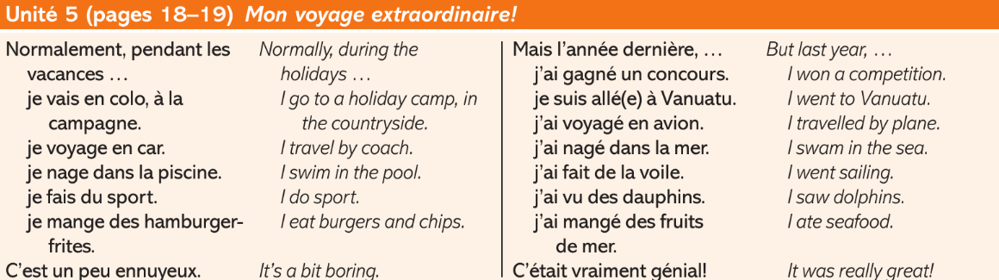 Unité 5 (pages 18–19) Mon voyage extraordinaire!
Normalement, pendant les
vacances …
je vais en colo, à la
campagne.
je voyage en car.
je nage dans la piscine.
je fais du sport.
je mange des hamburger-
frites.
C’est un peu ennuyeux.
Normally, during the
holidays …
I go to a holiday camp, in
the countryside.
I travel by coach.
I swim in the pool.
I do sport.
I eat burgers and chips.
It’s a bit boring.
Mais l’année dernière, …
j’ai gagné un concours.
je suis allé(e) à Vanuatu.
j’ai voyagé en avion.
j’ai nagé dans la mer.
j’ai fait de la voile.
j’ai vu des dauphins.
j’ai mangé des fruits
de mer.
C’était vraiment génial!
But last year, …
I won a competition.
I went to Vanuatu.
I travelled by plane.
I swam in the sea.
I went sailing.
I saw dolphins.
I ate seafood.
It was really great!